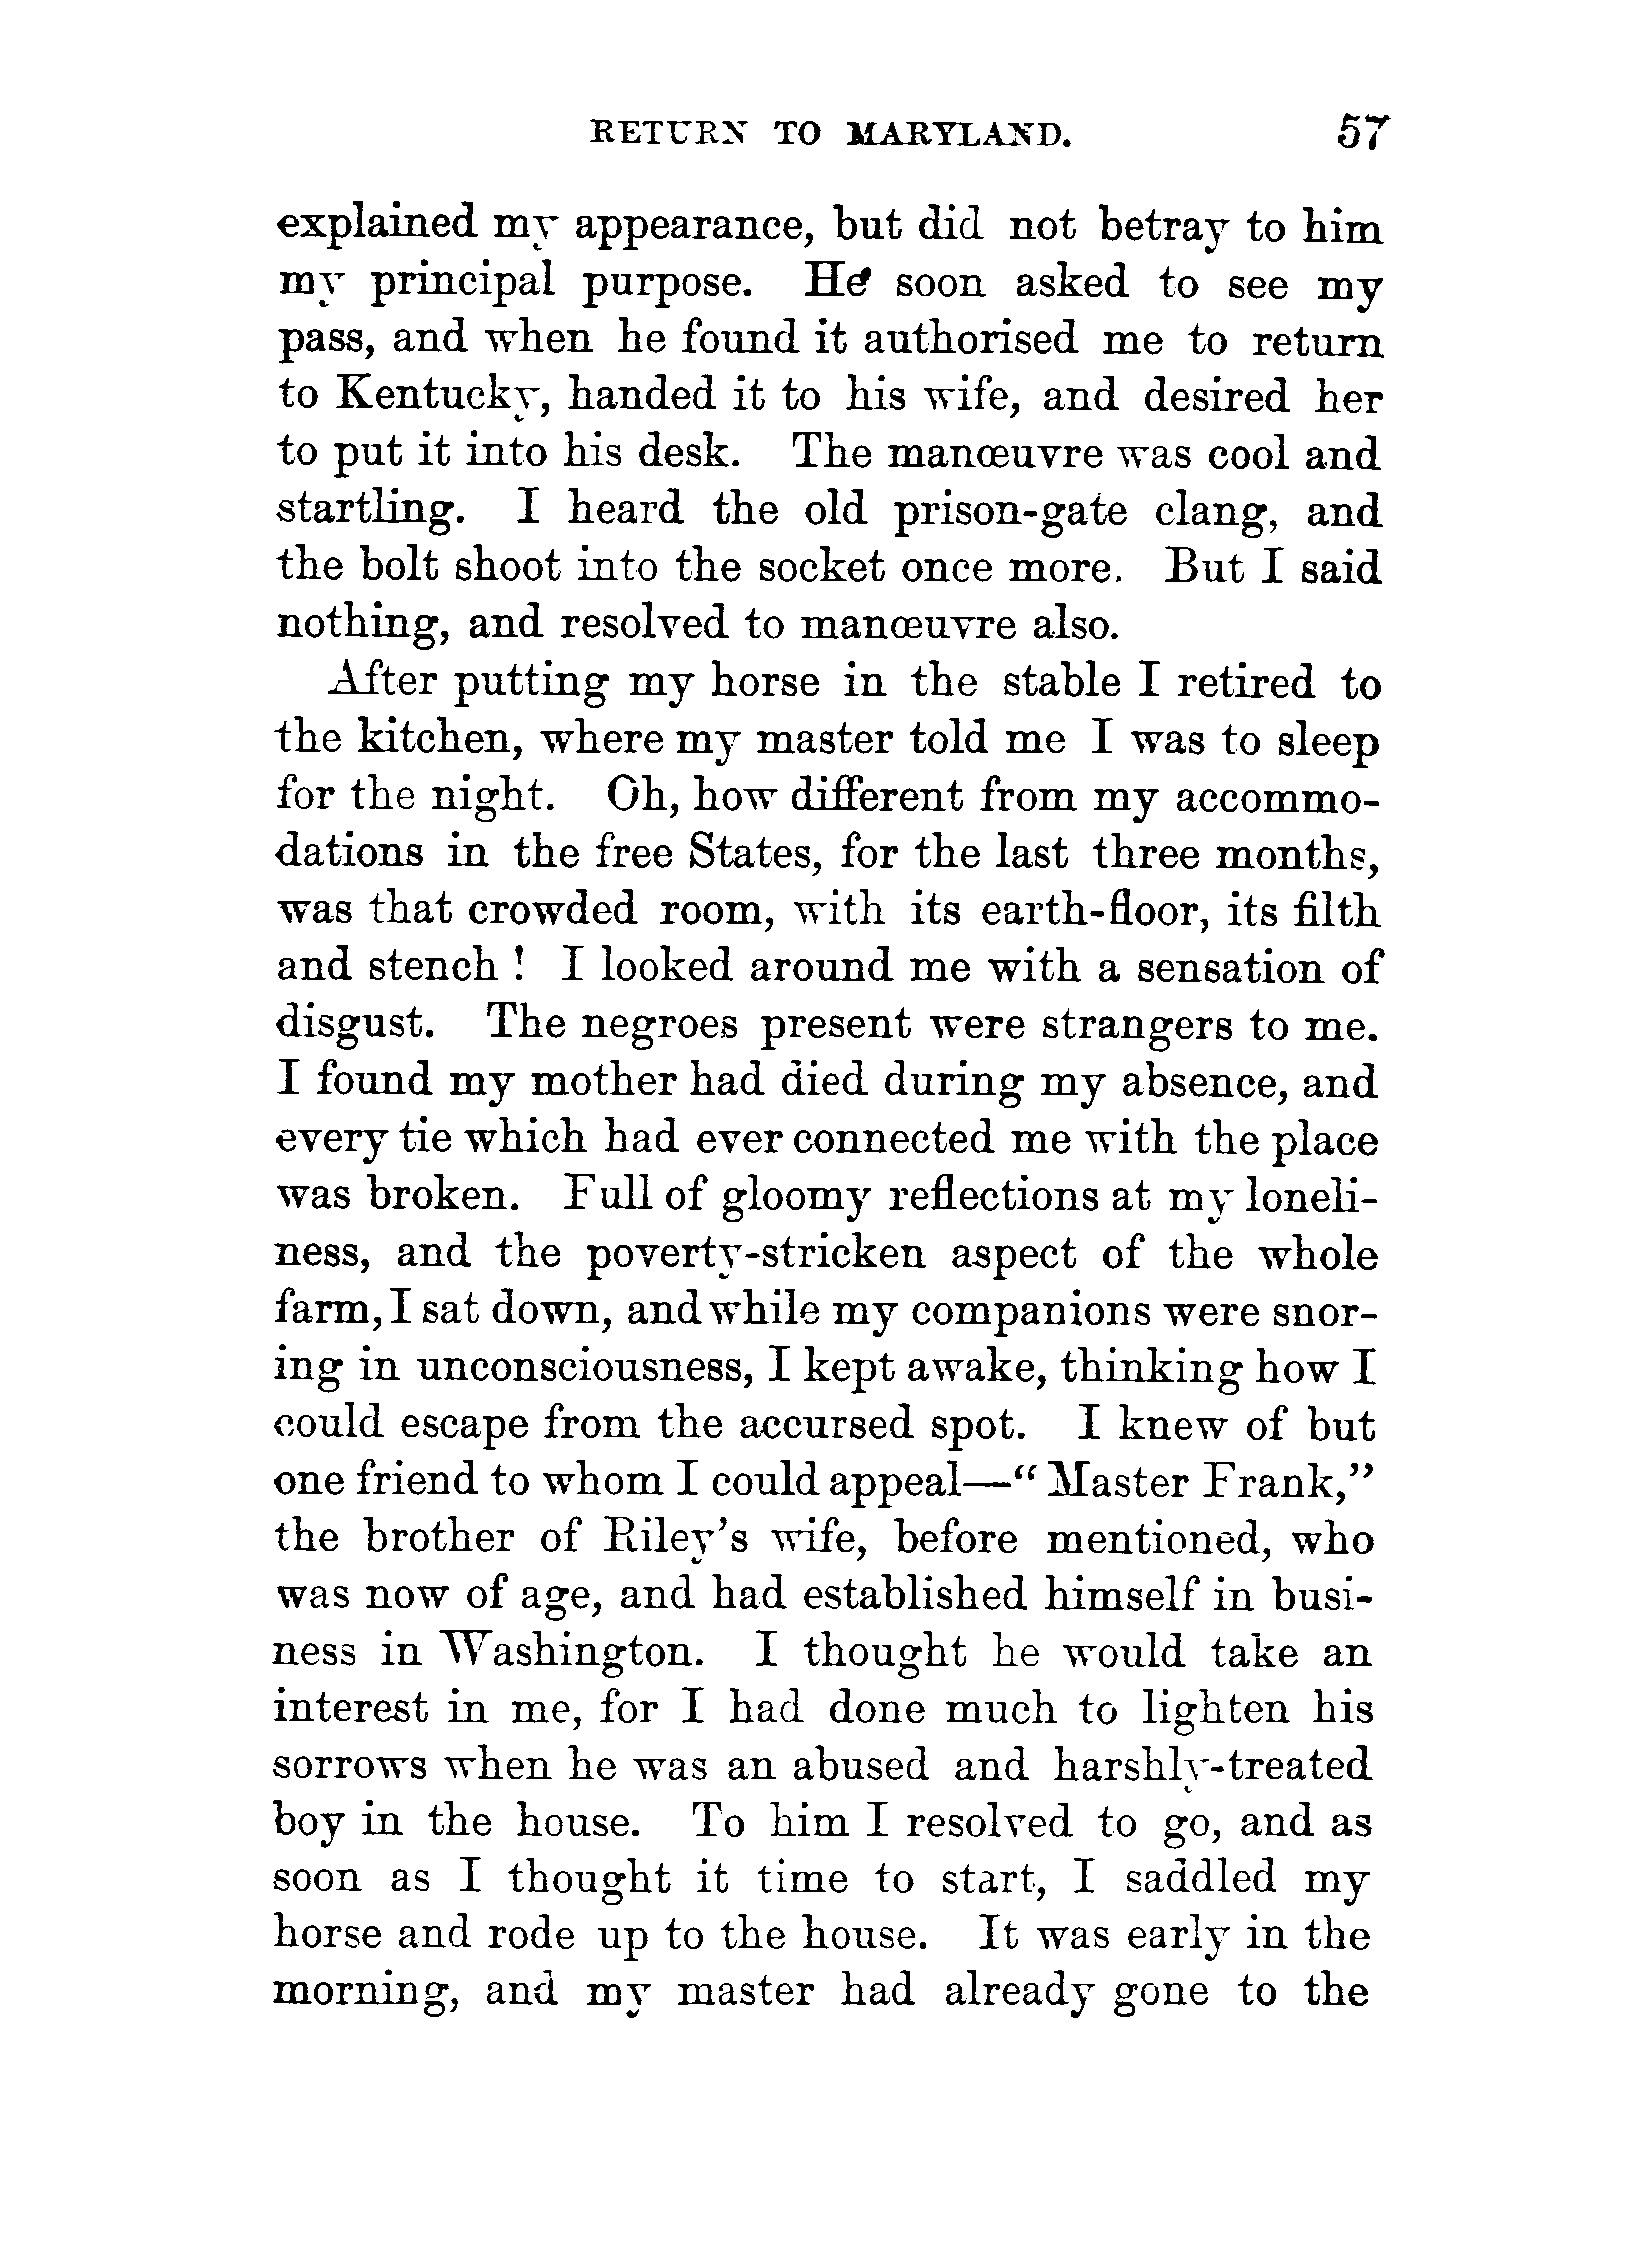 RETURN TO MARYLAND. 57
explained my appearance, but did not betray to him
my principal purpose. He soon asked to see my
pass, and when he found it authorised me to return
to Kentucky, handed it to his wife, and desired her
to put it into his desk. The manœuvre was cool and
startling. I heard the old prison-gate clang, and
the bolt shoot into the socket once more. But I said
nothing, and resolved to manœuvre also.
After putting my horse in the stable I retired to
the kitchen, where my master told me I was to sleep
for the night. Oh, how different from my accommo-
dations in the free States, for the last three months,
was that crowded room, with its earth-floor, its filth
and stench ! I looked around me with a sensation of
disgust. The negroes present were strangers to me.
I found my mother had died during my absence, and
every tie which had ever connected me with the place
was broken. Full of gloomy reflections at my loneli-
ness, and the poverty-stricken aspect of the whole
farm, I sat down, and while my companions were snor-
ing in unconsciousness, I kept awake, thinking how I
could escape from the accursed spot. I knew of but
one friend to whom I could appeal—“ Master Frank,”
the brother of Riley’s wife, before mentioned, who
was now of age, and had established himself in busi-
ness in Washington. I thought he would take an
interest in me, for I had done much to lighten his
sorrows when he was an abused and harshly-treated
boy in the house. To him I resolved to go, and as
soon as I thought it time to start, I saddled my
horse and rode up to the house. It was early in the
morning, and my master had already gone to the